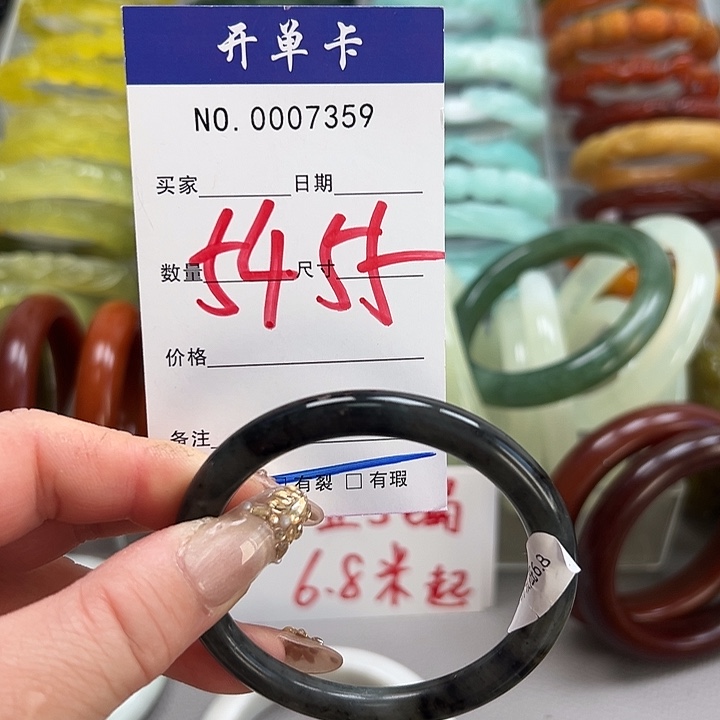 开单卡
NO. 0007359
买家 日期
数量 54 尺寸 55
价格
备注
有裂 □ 有瑕
6.8米起